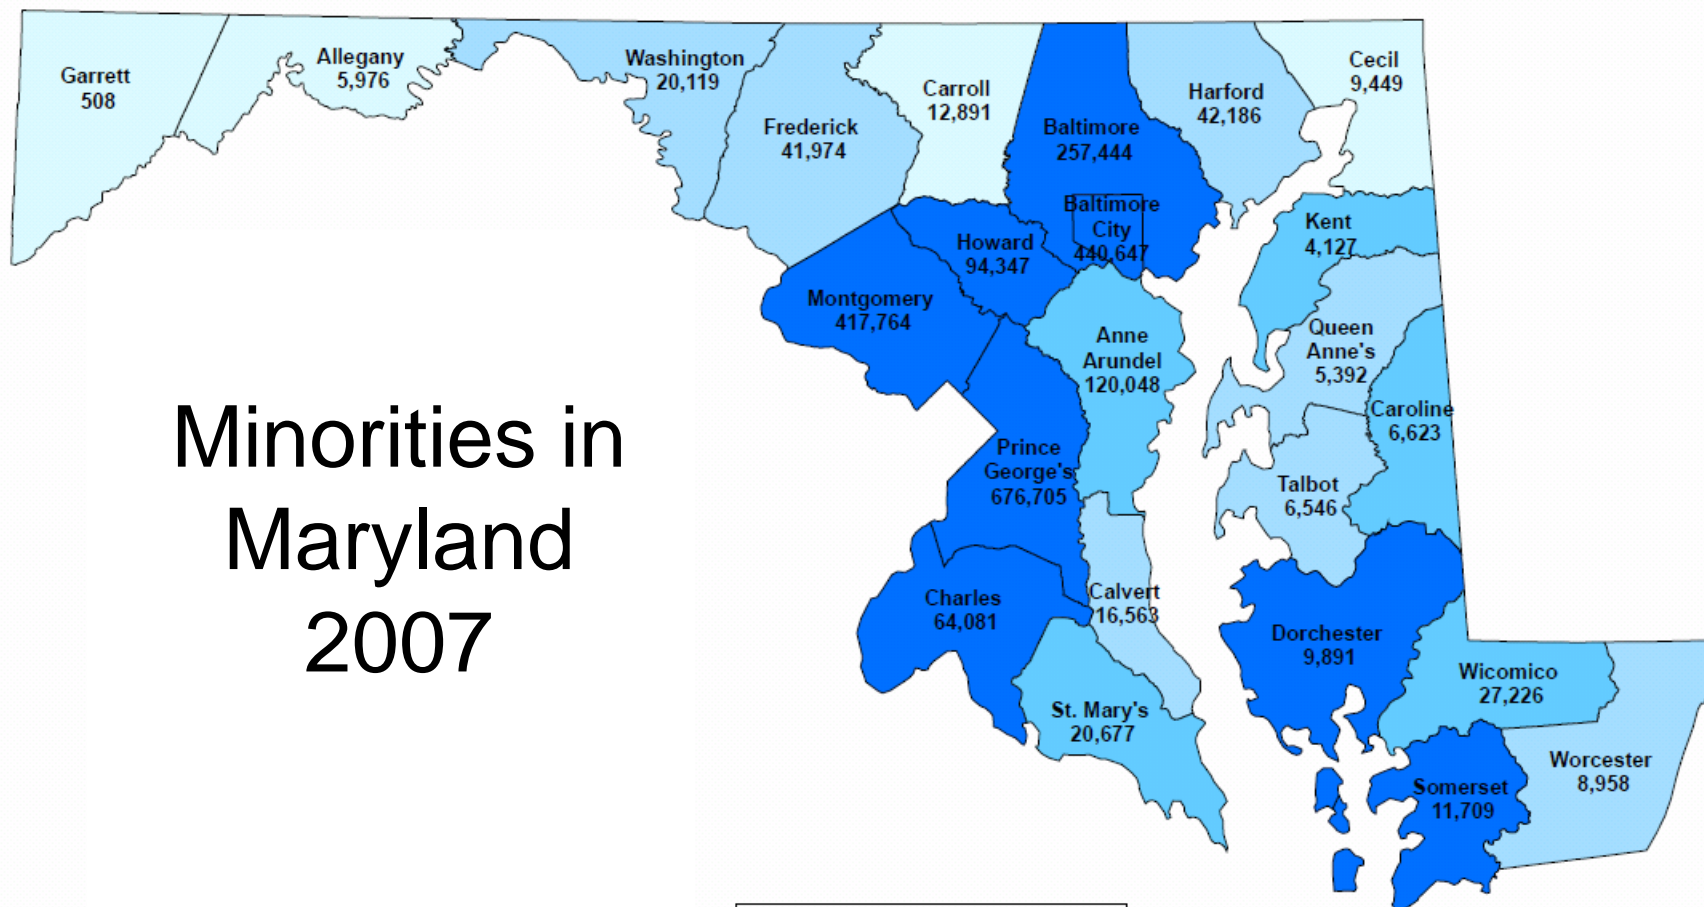 Garrett
508
Allegany
5,976
Washington
20,119
Frederick
41,974
Carroll
12,891
Baltimore
257,444
Baltimore
City
440,647
Harford
42,186
Cecil
9,449
Kent
4,127
Howard
94,347
Montgomery
417,764
Anne
Arundel
120,048
Queen
Anne's
5,392
Caroline
6,623
Prince
George's
676,705
Talbot
6,546
Charles
64,081
Calvert
16,563
Dorchester
9,891
Wicomico
27,226
St. Mary's
20,677
Somerset
11,709
Worcester
8,958
Minorities in
Maryland
2007